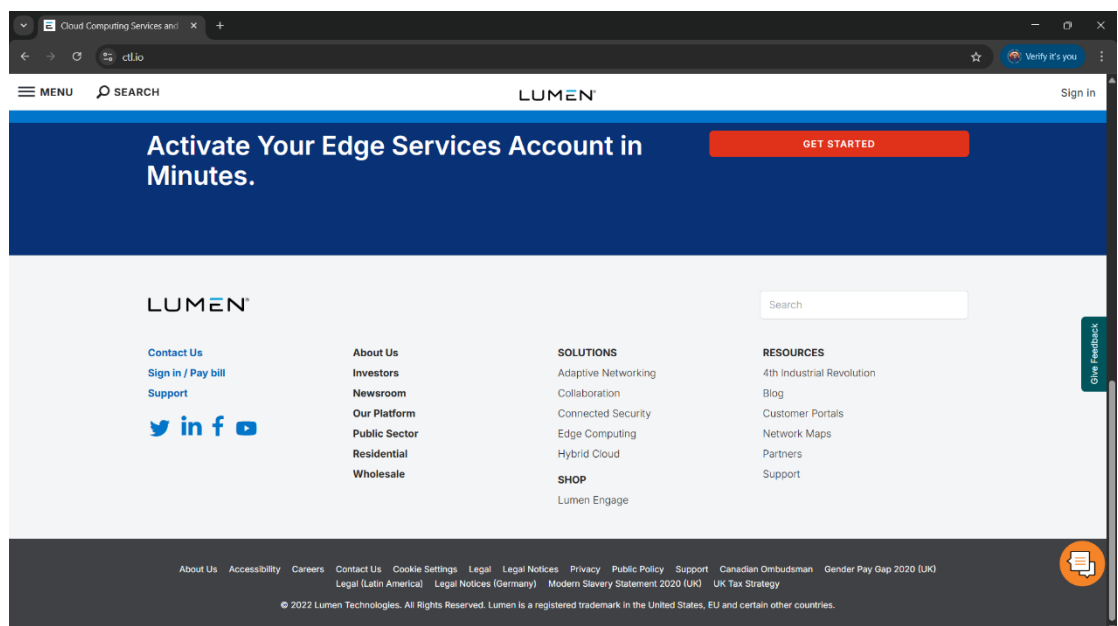 Cloud Computing Services and
ctl.io
Verify it's you
MENU
SEARCH
LUMEN®
Sign in
Activate Your Edge Services Account in
Minutes.
GET STARTED
LUMEN®
Search
Contact Us
Sign in / Pay bill
Support
About Us
Investors
Newsroom
Our Platform
Public Sector
Residential
Wholesale
SOLUTIONS
Adaptive Networking
Collaboration
Connected Security
Edge Computing
Hybrid Cloud
SHOP
Lumen Engage
RESOURCES
4th Industrial Revolution
Blog
Customer Portals
Network Maps
Partners
Support
Give Feedback
About Us Accessibility Careers Contact Us Cookie Settings Legal Legal Notices Privacy Public Policy Support Canadian Ombudsman Gender Pay Gap 2020 (UK)
Legal (Latin America) Legal Notices (Germany) Modern Slavery Statement 2020 (UK) UK Tax Strategy
© 2022 Lumen Technologies. All Rights Reserved. Lumen is a registered trademark in the United States, EU and certain other countries.